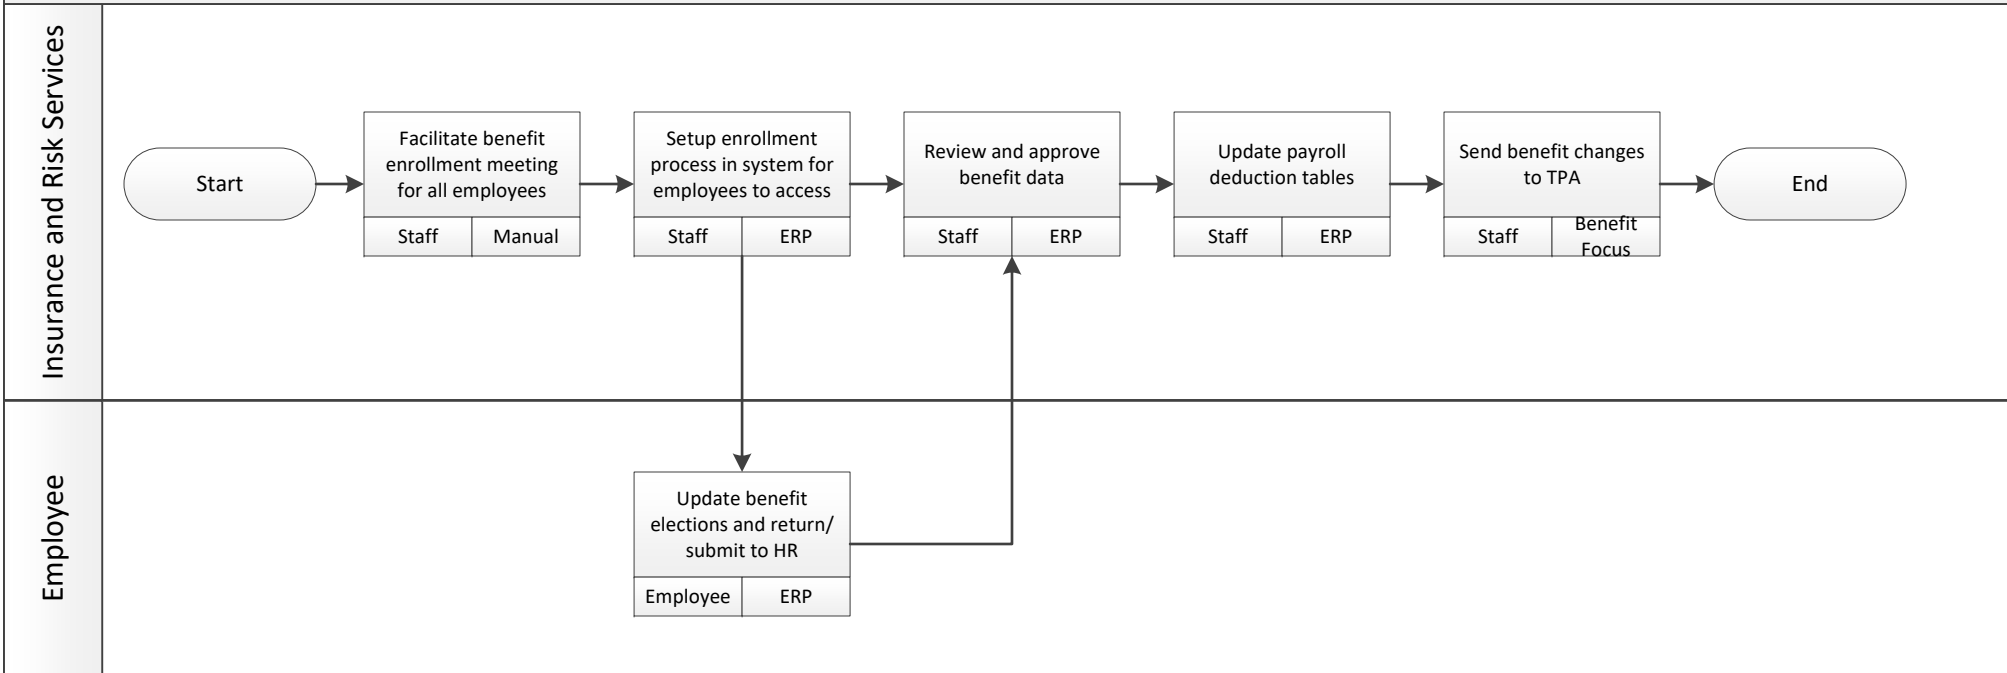 Insurance and Risk Services
Start
Facilitate benefit
enrollment meeting
for all employees
Staff
Manual
Setup enrollment
process in system for
employees to access
Staff
ERP
Review and approve
benefit data
Staff
ERP
Update payroll
deduction tables
Staff
ERP
Send benefit changes
to TPA
Staff
Benefit
Focus
End
Employee
Update benefit
elections and return/
submit to HR
Employee
ERP